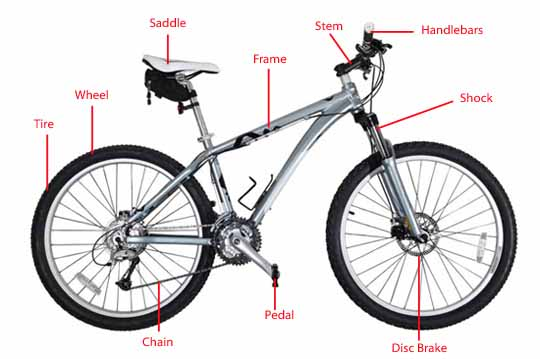 Saddle
Stem
Handlebars
Frame
Shock
Wheel
Tire
Pedal
Chain
Disc Brake